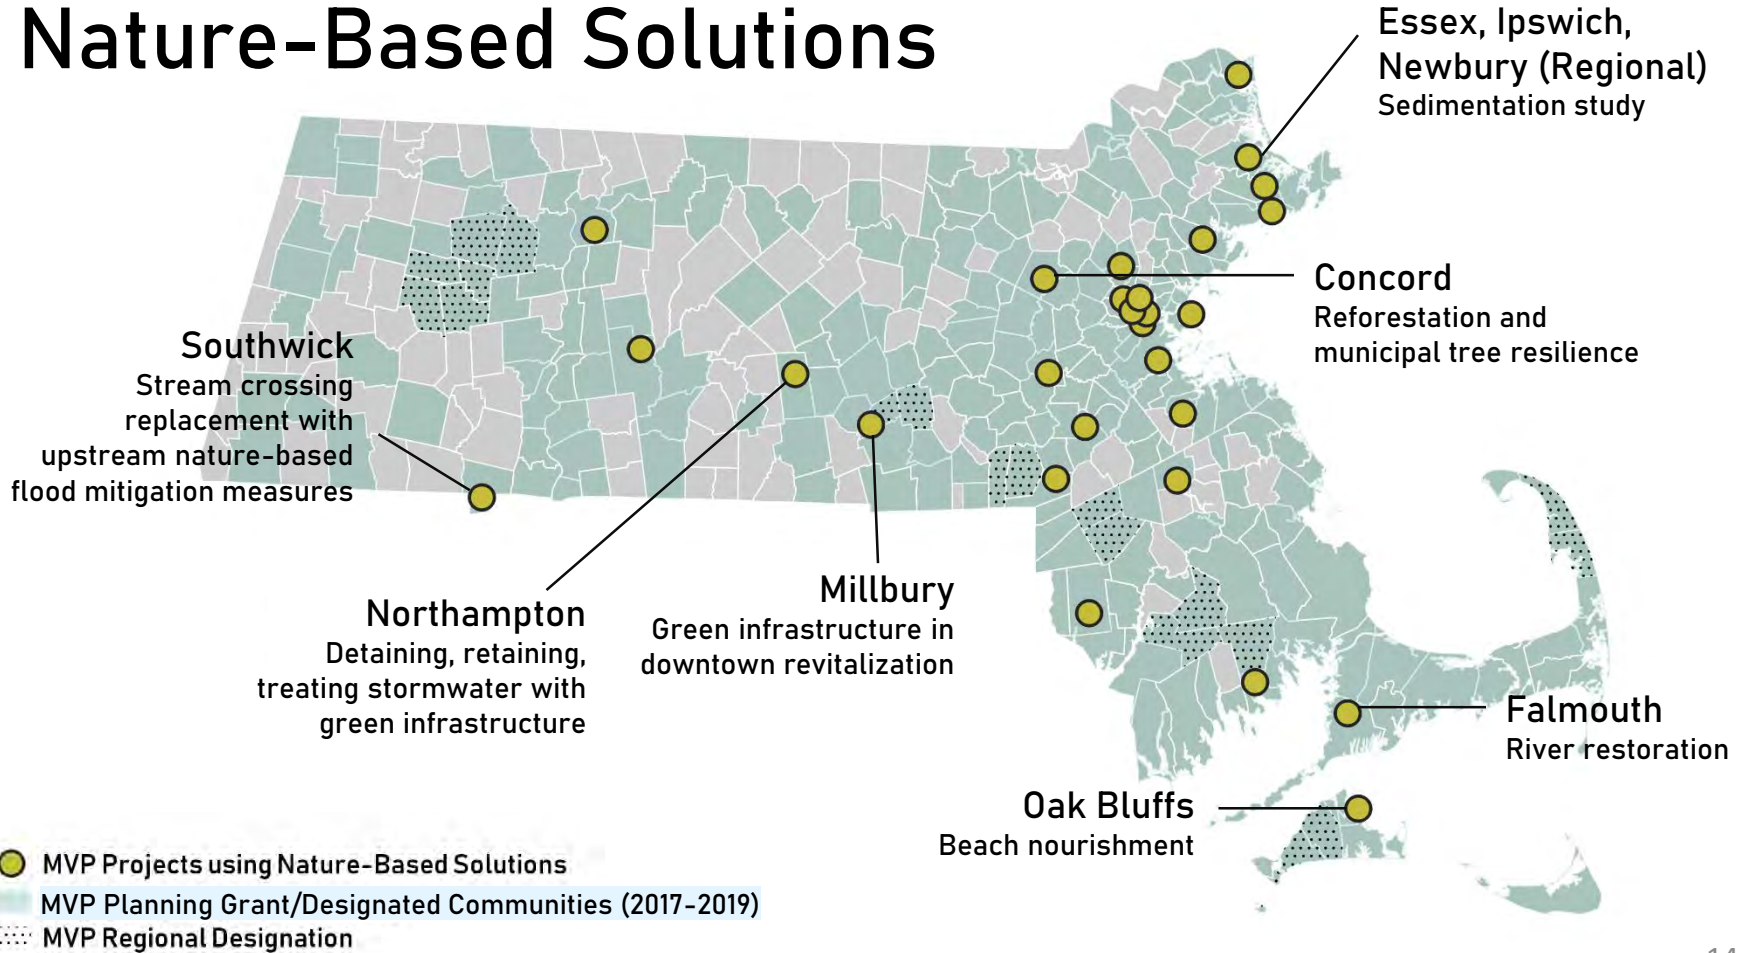 Nature-Based Solutions
Essex, Ipswich,
Newbury (Regional)
Sedimentation study
Concord
Reforestation and
municipal tree resilience
Southwick
Stream crossing
replacement with
upstream nature-based
flood mitigation measures
Northampton
Detaining, retaining,
treating stormwater with
green infrastructure
Millbury
Green infrastructure in
downtown revitalization
Falmouth
River restoration
Oak Bluffs
Beach nourishment
MVP Projects using Nature-Based Solutions
MVP Planning Grant/Designated Communities (2017-2019)
MVP Regional Designation